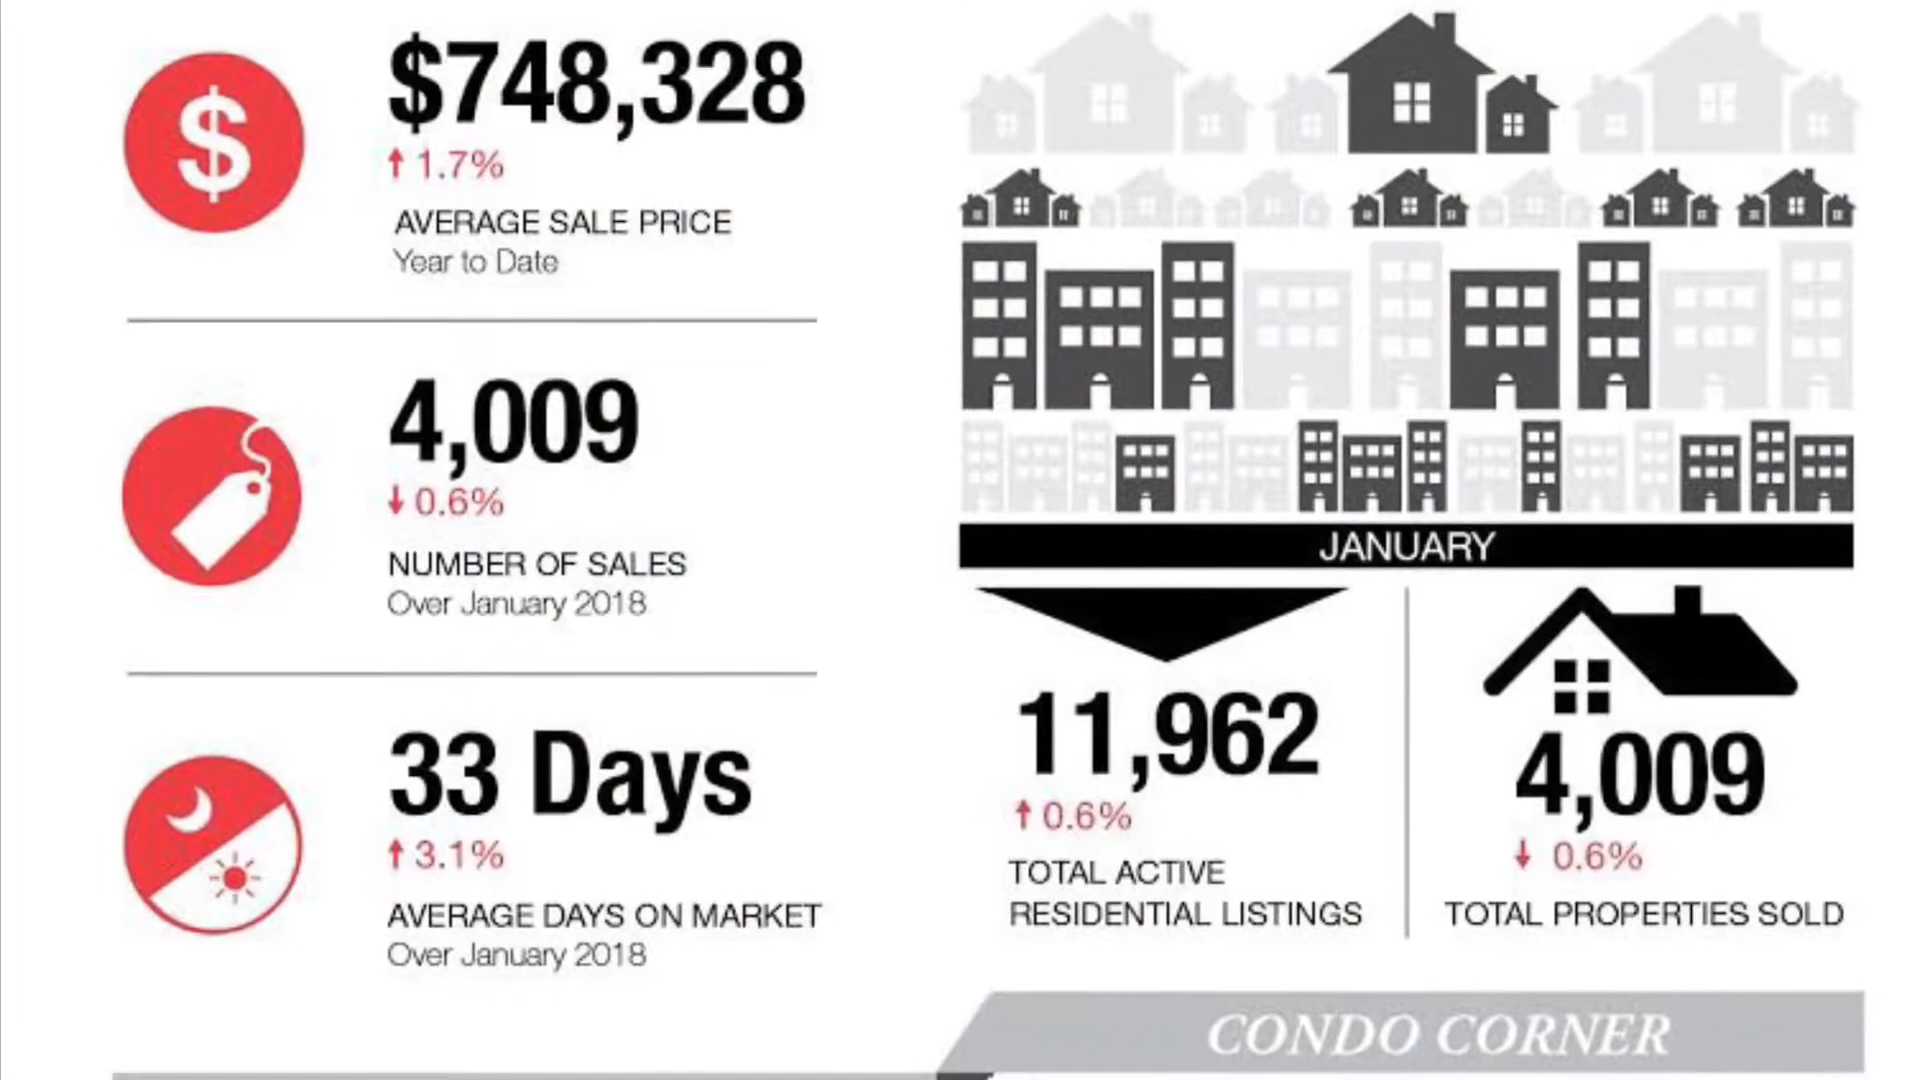 $748,328
↑ 1.7%
AVERAGE SALE PRICE
Year to Date
4,009
↓ 0.6%
NUMBER OF SALES
Over January 2018
33 Days
↑ 3.1%
AVERAGE DAYS ON MARKET
Over January 2018
JANUARY
11,962
↑ 0.6%
TOTAL ACTIVE
RESIDENTIAL LISTINGS
4,009
↓ 0.6%
TOTAL PROPERTIES SOLD
CONDO CORNER